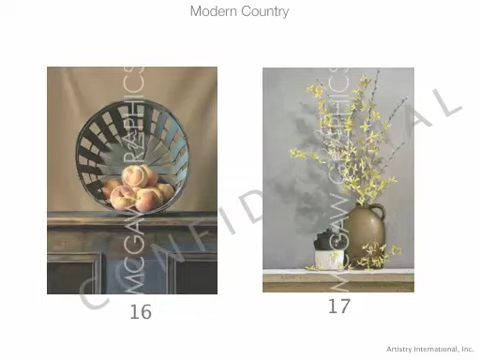 Modern Country
MCGAW GRAPHICS
MCGAW GRAPHICS
CONFIDENTIAL
16
17
Artistry International, Inc.